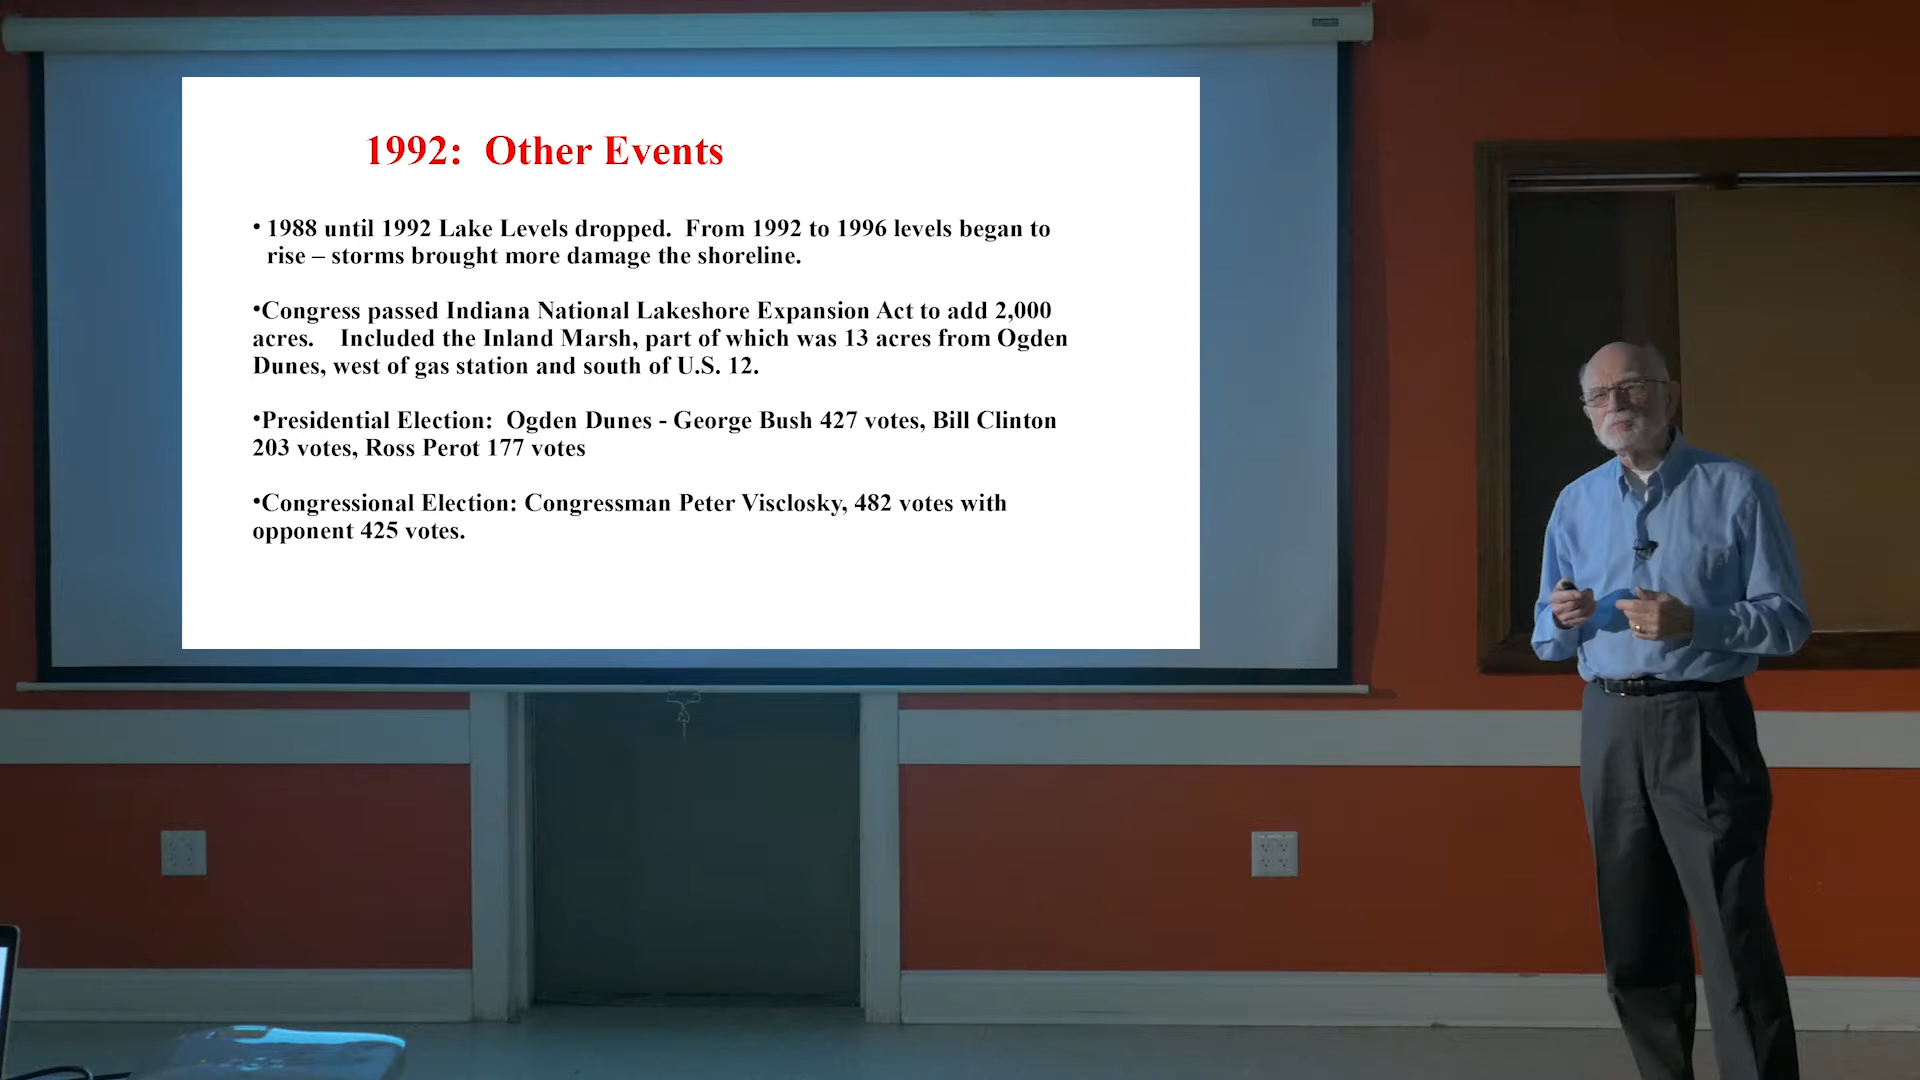 1992:  Other Events
• 1988 until 1992 Lake Levels dropped.  From 1992 to 1996 levels began to
rise – storms brought more damage the shoreline.
•Congress passed Indiana National Lakeshore Expansion Act to add 2,000
acres.    Included the Inland Marsh, part of which was 13 acres from Ogden
Dunes, west of gas station and south of U.S. 12.
•Presidential Election:  Ogden Dunes - George Bush 427 votes, Bill Clinton
203 votes, Ross Perot 177 votes
•Congressional Election: Congressman Peter Visclosky, 482 votes with
opponent 425 votes.